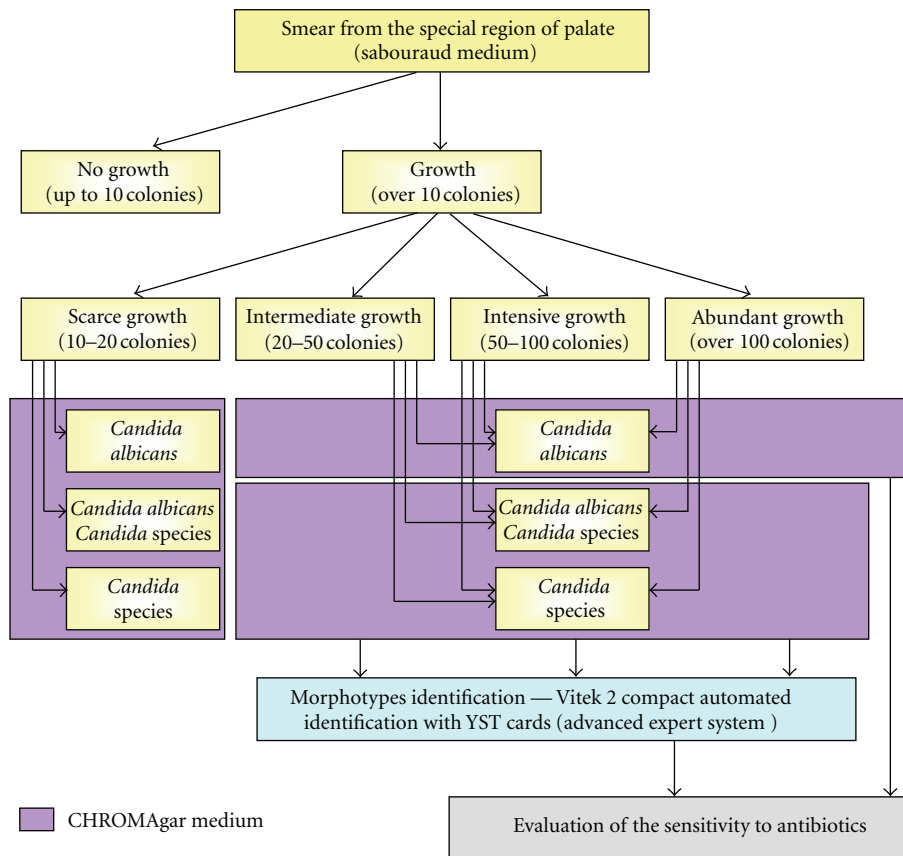 Smear from the special region of palate
(sabouraud medium)
No growth
(up to 10 colonies)
Growth
(over 10 colonies)
Scarce growth
(10–20 colonies)
Intermediate growth
(20–50 colonies)
Intensive growth
(50–100 colonies)
Abundant growth
(over 100 colonies)
Candida
albicans
Candida albicans
Candida species
Candida
species
Candida
albicans
Candida albicans
Candida species
Candida
species
Morphotypes identification — Vitek 2 compact automated
identification with YST cards (advanced expert system )
CHROMAgar medium
Evaluation of the sensitivity to antibiotics